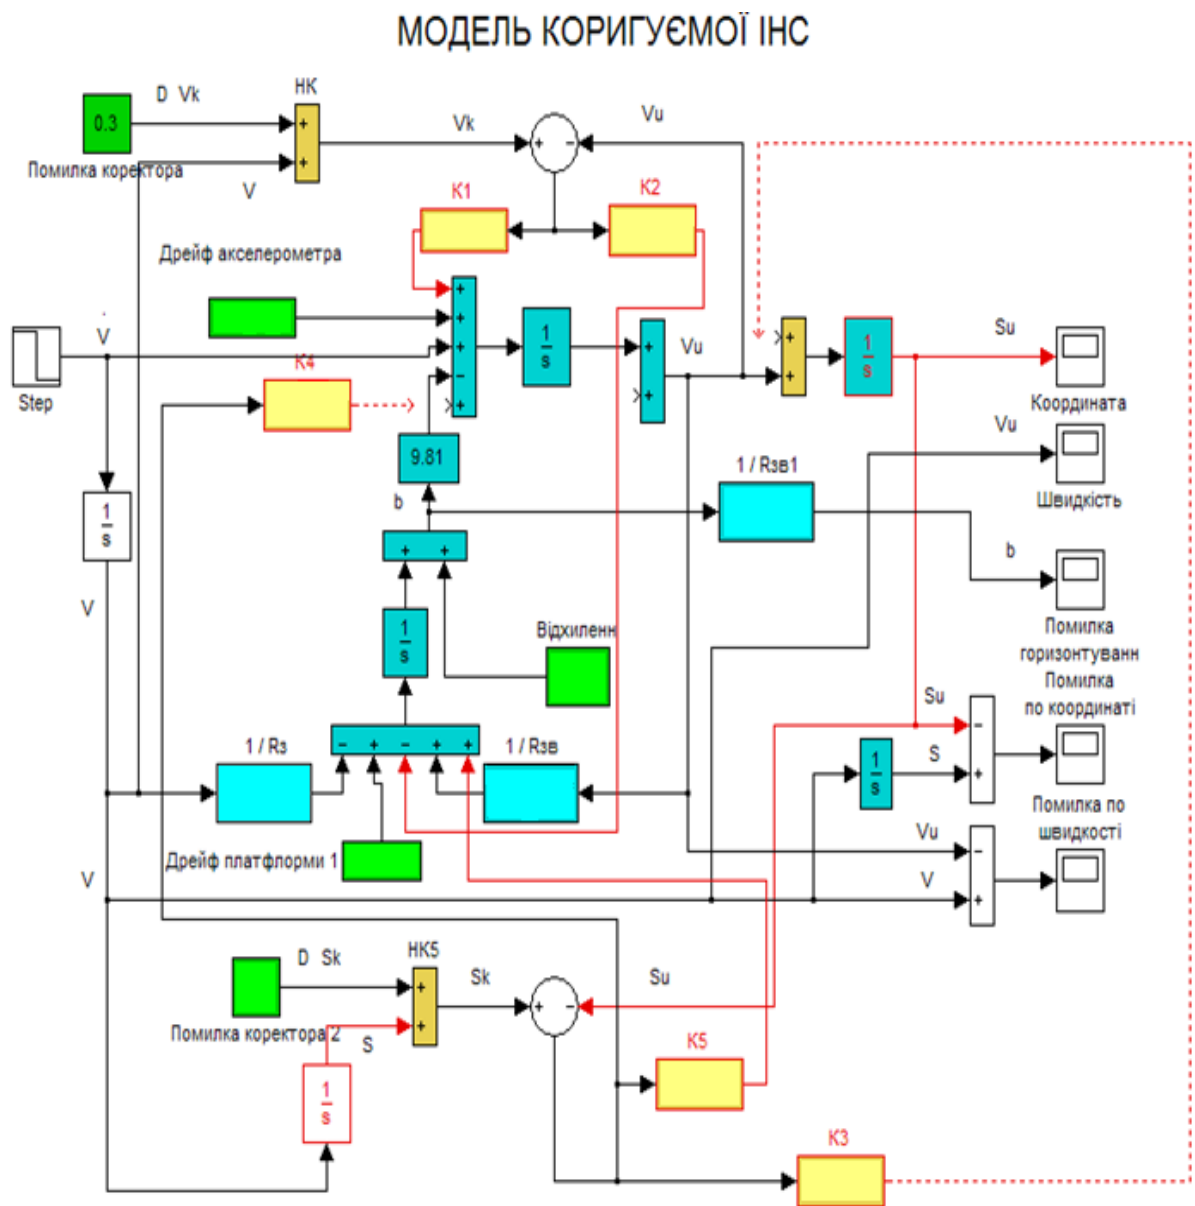 МОДЕЛЬ КОРИГУЄМОЇ ІНС
НК
D Vk
0.3
Vk
Vu
Помилка коректора
V
K1
K2
Дрейф акселерометра
V
Step
K4
1/s
Vu
1/s
Su
Координата
Vu
Швидкість
9.81
b
1 / Rзв1
1/s
b
V
1/s
Відхиленн
Помилка
горизонтуванн
Помилка
по координаті
Su
1 / Rз
1 / Rзв
1/s
S
Помилка по
швидкості
Vu
Дрейф платфлорми 1
V
V
D Sk
НК5
Sk
Su
Помилка коректора 2
S
K5
1/s
K3